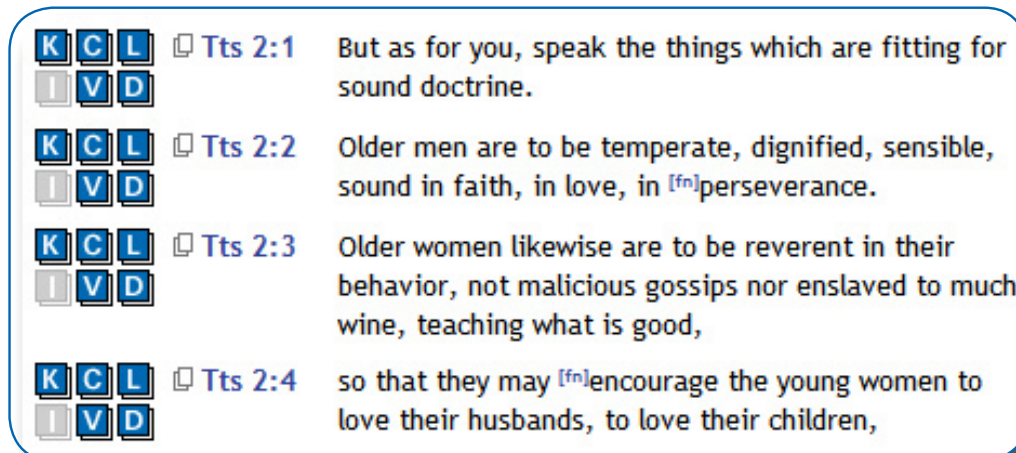 K C L Tts 2:1 But as for you, speak the things which are fitting for
I V D sound doctrine.
K C L Tts 2:2 Older men are to be temperate, dignified, sensible,
I V D sound in faith, in love, in [fn]perseverance.
K C L Tts 2:3 Older women likewise are to be reverent in their
I V D behavior, not malicious gossips nor enslaved to much
wine, teaching what is good,
K C L Tts 2:4 so that they may [fn]encourage the young women to
I V D love their husbands, to love their children,